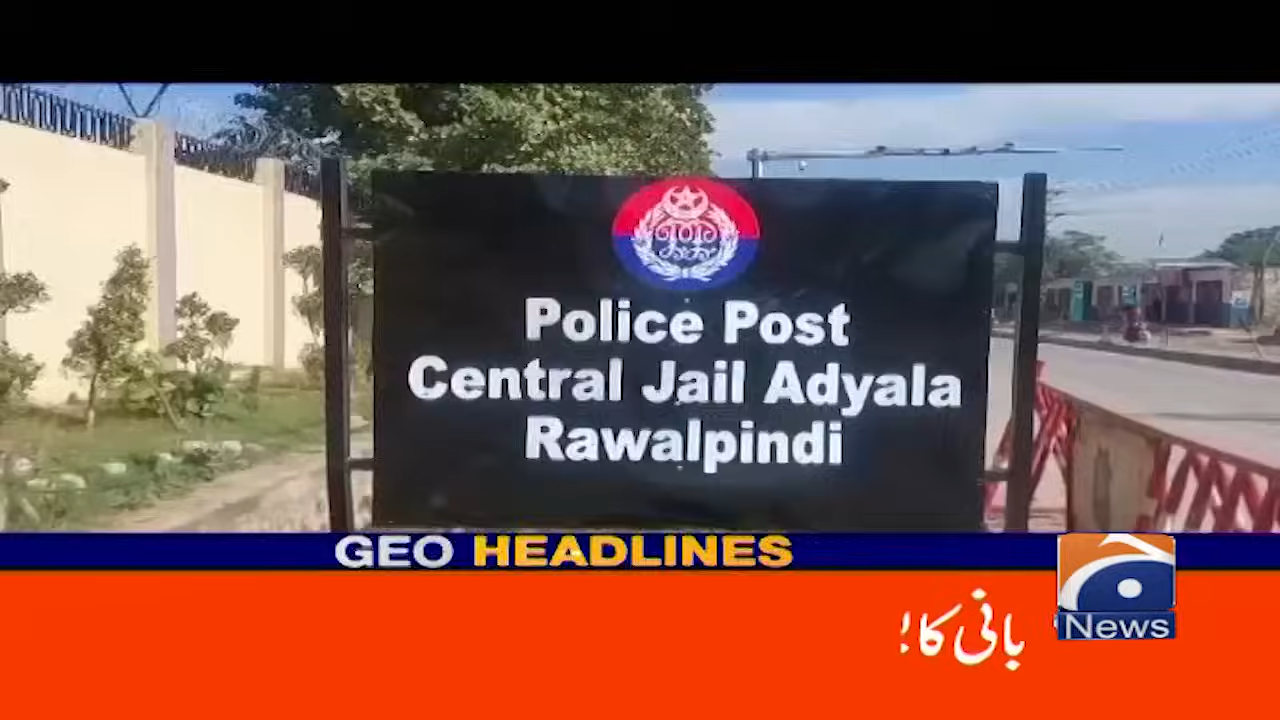 Police Post
Central Jail Adyala
Rawalpindi
GEO HEADLINES
بانی کا!
News